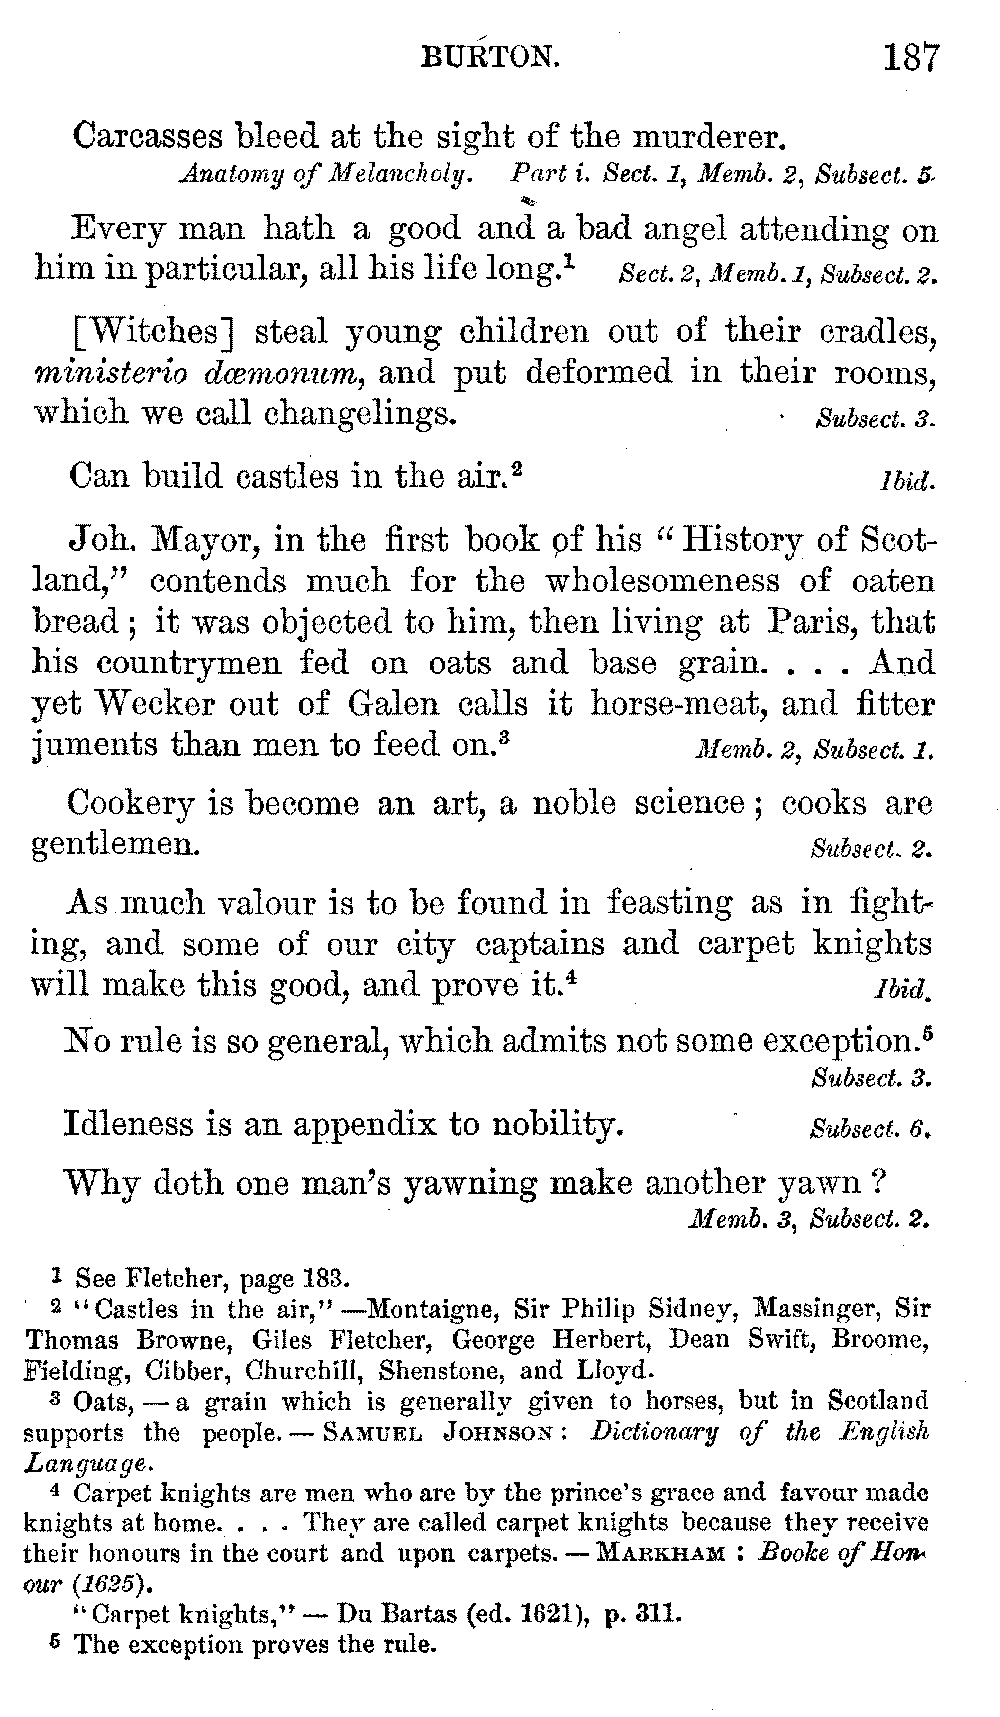 BURTON. 187
Carcasses bleed at the sight of the murderer.
Anatomy of Melancholy. Part i. Sect. 1, Memb. 2, Subsect. 5.
Every man hath a good and a bad angel attending on
him in particular, all his life long.¹ Sect. 2, Memb. 1, Subsect. 2.
[Witches] steal young children out of their cradles,
ministerio dœmonum, and put deformed in their rooms,
which we call changelings. Subsect. 3.
Can build castles in the air.² Ibid.
Joh. Mayor, in the first book of his “History of Scot-
land,” contends much for the wholesomeness of oaten
bread; it was objected to him, then living at Paris, that
his countrymen fed on oats and base grain. . . . And
yet Wecker out of Galen calls it horse-meat, and fitter
juments than men to feed on.³ Memb. 2, Subsect. 1.
Cookery is become an art, a noble science; cooks are
gentlemen. Subsect. 2.
As much valour is to be found in feasting as in fight-
ing, and some of our city captains and carpet knights
will make this good, and prove it.⁴ Ibid.
No rule is so general, which admits not some exception.⁵
Subsect. 3.
Idleness is an appendix to nobility. Subsect. 6.
Why doth one man's yawning make another yawn?
Memb. 3, Subsect. 2.
1 See Fletcher, page 183.
2 “Castles in the air,” —Montaigne, Sir Philip Sidney, Massinger, Sir
Thomas Browne, Giles Fletcher, George Herbert, Dean Swift, Broome,
Fielding, Cibber, Churchill, Shenstone, and Lloyd.
3 Oats, — a grain which is generally given to horses, but in Scotland
supports the people. — SAMUEL JOHNSON: Dictionary of the English
Language.
4 Carpet knights are men who are by the prince's grace and favour made
knights at home. . . . They are called carpet knights because they receive
their honours in the court and upon carpets. — MARKHAM: Booke of Hon-
our (1625).
“Carpet knights,” — Du Bartas (ed. 1621), p. 311.
5 The exception proves the rule.